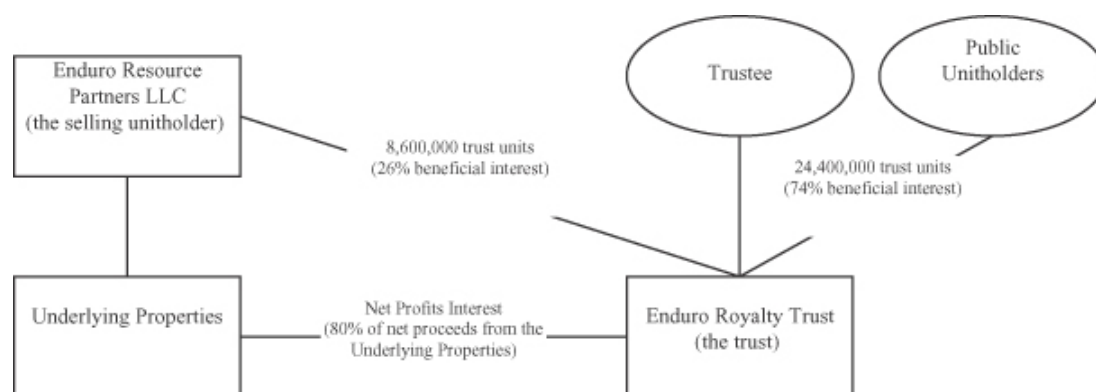 Enduro Resource
Partners LLC
(the selling unitholder)
Trustee
Public
Unitholders
8,600,000 trust units
(26% beneficial interest)
24,400,000 trust units
(74% beneficial interest)
Underlying Properties
Net Profits Interest
(80% of net proceeds from the
Underlying Properties)
Enduro Royalty Trust
(the trust)